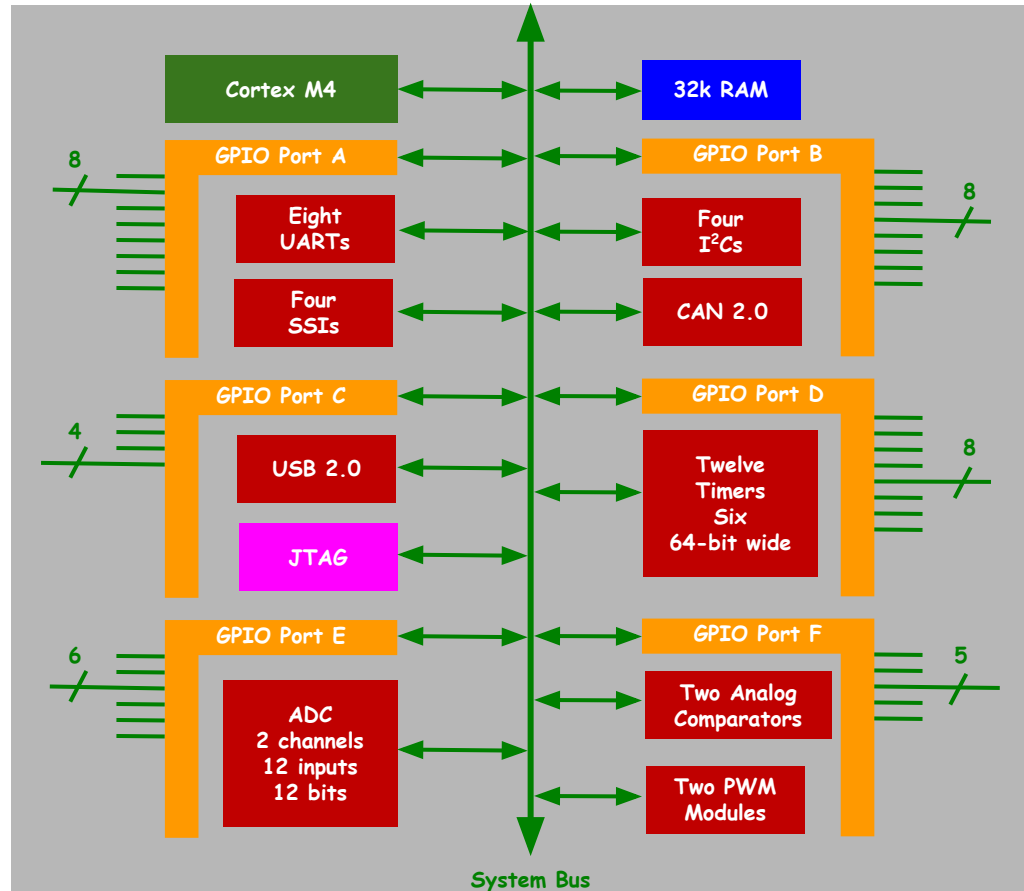 Cortex M4
32k RAM
GPIO Port A
GPIO Port B
8
8
Eight
UARTs
Four
I²Cs
Four
SSIs
CAN 2.0
GPIO Port C
GPIO Port D
4
8
USB 2.0
Twelve
Timers
Six
64-bit wide
JTAG
GPIO Port E
GPIO Port F
6
5
ADC
2 channels
12 inputs
12 bits
Two Analog
Comparators
Two PWM
Modules
System Bus